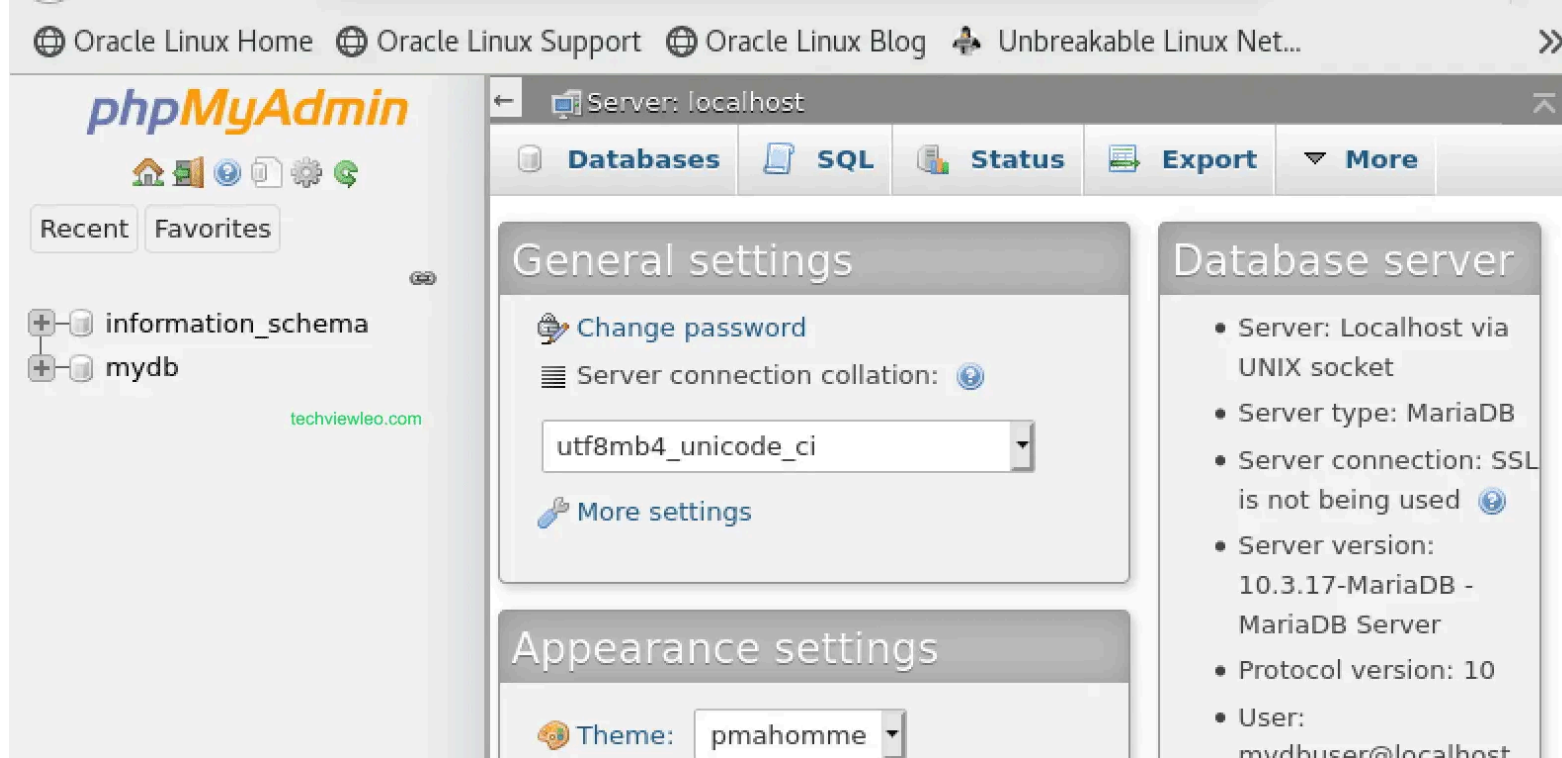 Oracle Linux Home Oracle Linux Support Oracle Linux Blog Unbreakable Linux Net...
phpMyAdmin
Recent Favorites
information_schema
mydb
techviewleo.com
Server: localhost
Databases SQL Status Export More
General settings
Change password
Server connection collation:
utf8mb4_unicode_ci
More settings
Appearance settings
Theme: pmahomme
Database server
Server: Localhost via
UNIX socket
Server type: MariaDB
Server connection: SSL
is not being used
Server version:
10.3.17-MariaDB -
MariaDB Server
Protocol version: 10
User:
mydbuser@localhost